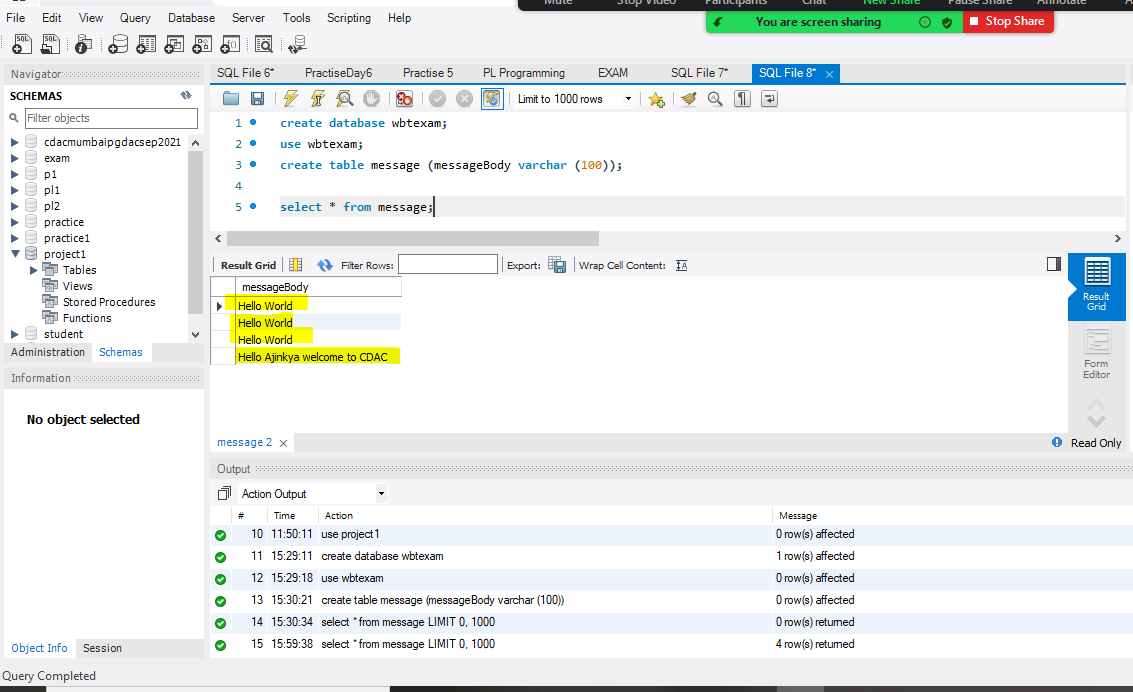 Mute Stop Video Participants Chat New Share Pause Share Annotate
You are screen sharing Stop Share
File Edit View Query Database Server Tools Scripting Help
Navigator
SCHEMAS
Filter objects
cdacmumbaipgdacsep2021
exam
p1
pl1
pl2
practice
practice1
project1
Tables
Views
Stored Procedures
Functions
student
Administration Schemas
Information
No object selected
Object Info Session
SQL File 6* PractiseDay6 Practise 5 PL Programming EXAM SQL File 7* SQL File 8*
Limit to 1000 rows
1 create database wbtexam;
2 use wbtexam;
3 create table message (messageBody varchar (100));
4
5 select * from message;
Result Grid Filter Rows: Export: Wrap Cell Content:
messageBody
Hello World
Hello World
Hello World
Hello Ajinkya welcome to CDAC
Result Grid
Form Editor
message 2 Read Only
Output
Action Output
# Time Action Message
10 11:50:11 use project1 0 row(s) affected
11 15:29:11 create database wbtexam 1 row(s) affected
12 15:29:18 use wbtexam 0 row(s) affected
13 15:30:21 create table message (messageBody varchar (100)) 0 row(s) affected
14 15:30:34 select * from message LIMIT 0, 1000 0 row(s) returned
15 15:59:38 select * from message LIMIT 0, 1000 4 row(s) returned
Query Completed